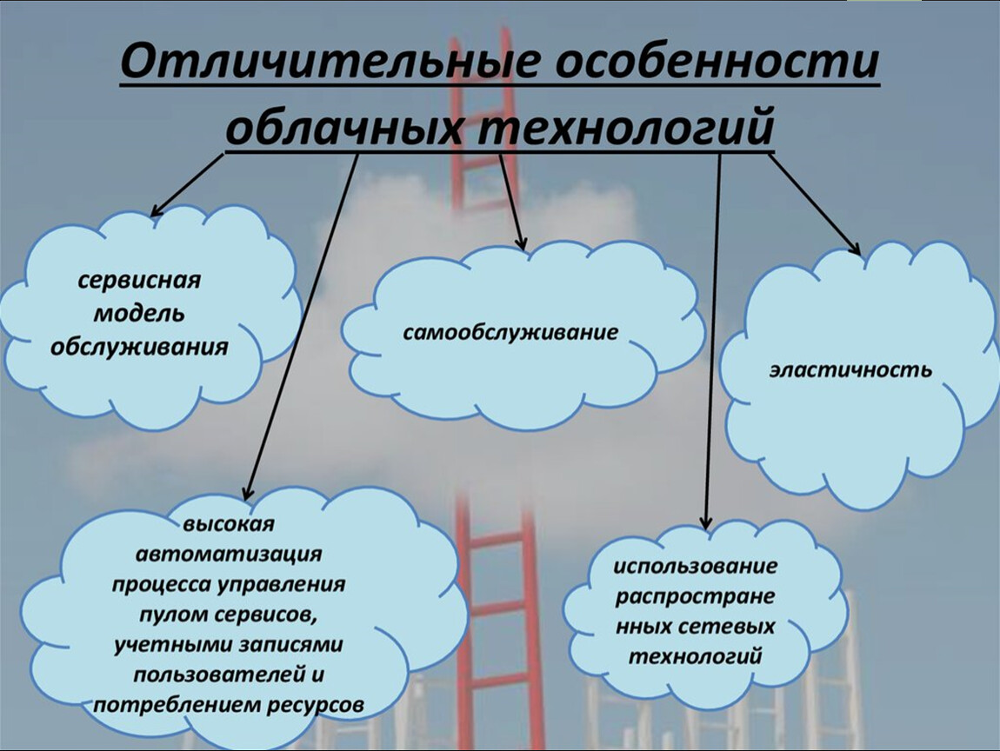 Отличительные особенности
облачных технологий
сервисная
модель
обслуживания
самообслуживание
эластичность
высокая
автоматизация
процесса управления
пулом сервисов,
учетными записями
пользователей и
потреблением ресурсов
использование
распростране
нных сетевых
технологий